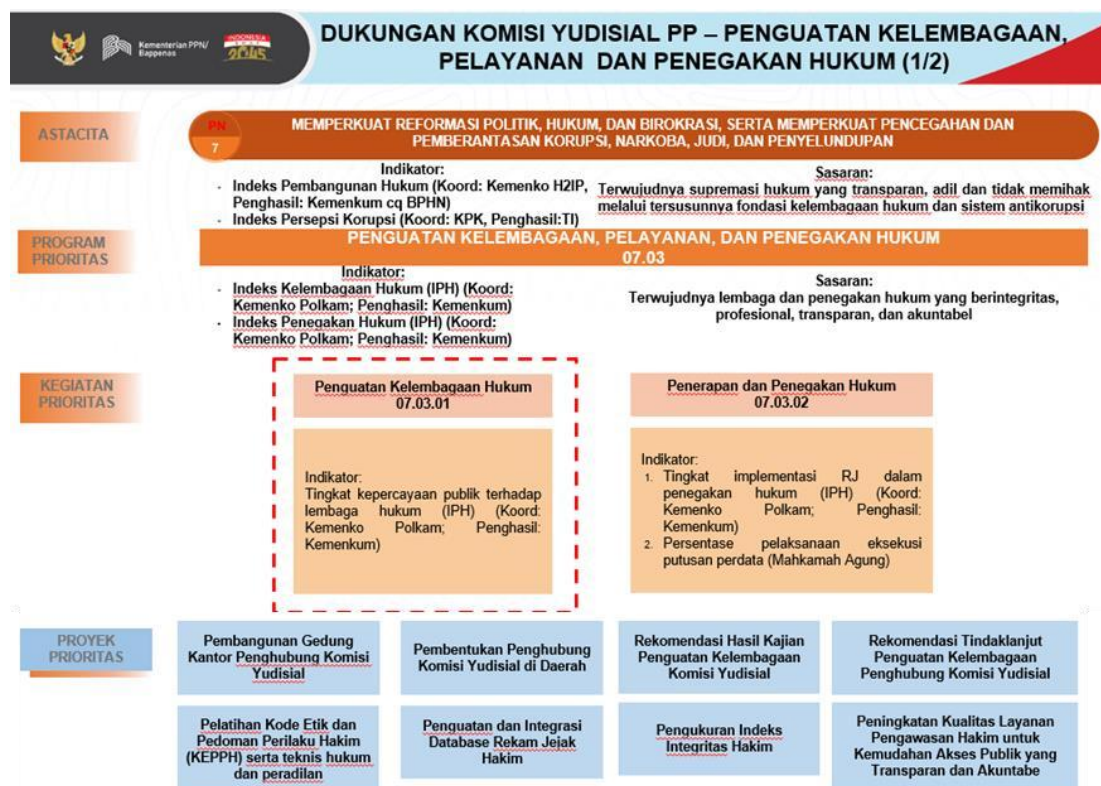 Kementerian PPN/
Bappenas
INDONESIA
EMAS
2045
DUKUNGAN KOMISI YUDISIAL PP – PENGUATAN KELEMBAGAAN,
PELAYANAN DAN PENEGAKAN HUKUM (1/2)
ASTACITA
PN
7
MEMPERKUAT REFORMASI POLITIK, HUKUM, DAN BIROKRASI, SERTA MEMPERKUAT PENCEGAHAN DAN
PEMBERANTASAN KORUPSI, NARKOBA, JUDI, DAN PENYELUNDUPAN
Indikator:
- Indeks Pembangunan Hukum (Koord: Kemenko H2IP,
Penghasil: Kemenkum cq BPHN)
- Indeks Persepsi Korupsi (Koord: KPK, Penghasil:TI)
Sasaran:
Terwujudnya supremasi hukum yang transparan, adil dan tidak memihak
melalui tersusunnya fondasi kelembagaan hukum dan sistem antikorupsi
PROGRAM
PRIORITAS
PENGUATAN KELEMBAGAAN, PELAYANAN, DAN PENEGAKAN HUKUM
07.03
Indikator:
- Indeks Kelembagaan Hukum (IPH) (Koord:
Kemenko Polkam; Penghasil: Kemenkum)
- Indeks Penegakan Hukum (IPH) (Koord:
Kemenko Polkam; Penghasil: Kemenkum)
Sasaran:
Terwujudnya lembaga dan penegakan hukum yang berintegritas,
profesional, transparan, dan akuntabel
KEGIATAN
PRIORITAS
Penguatan Kelembagaan Hukum
07.03.01
Indikator:
Tingkat kepercayaan publik terhadap
lembaga hukum (IPH) (Koord:
Kemenko Polkam; Penghasil:
Kemenkum)
Penerapan dan Penegakan Hukum
07.03.02
Indikator:
1. Tingkat implementasi RJ dalam
penegakan hukum (IPH) (Koord:
Kemenko Polkam; Penghasil:
Kemenkum)
2. Persentase pelaksanaan eksekusi
putusan perdata (Mahkamah Agung)
PROYEK
PRIORITAS
Pembangunan Gedung
Kantor Penghubung Komisi
Yudisial
Pembentukan Penghubung
Komisi Yudisial di Daerah
Rekomendasi Hasil Kajian
Penguatan Kelembagaan
Komisi Yudisial
Rekomendasi Tindaklanjut
Penguatan Kelembagaan
Penghubung Komisi Yudisial
Pelatihan Kode Etik dan
Pedoman Perilaku Hakim
(KEPPH) serta teknis hukum
dan peradilan
Penguatan dan Integrasi
Database Rekam Jejak
Hakim
Pengukuran Indeks
Integritas Hakim
Peningkatan Kualitas Layanan
Pengawasan Hakim untuk
Kemudahan Akses Publik yang
Transparan dan Akuntabe